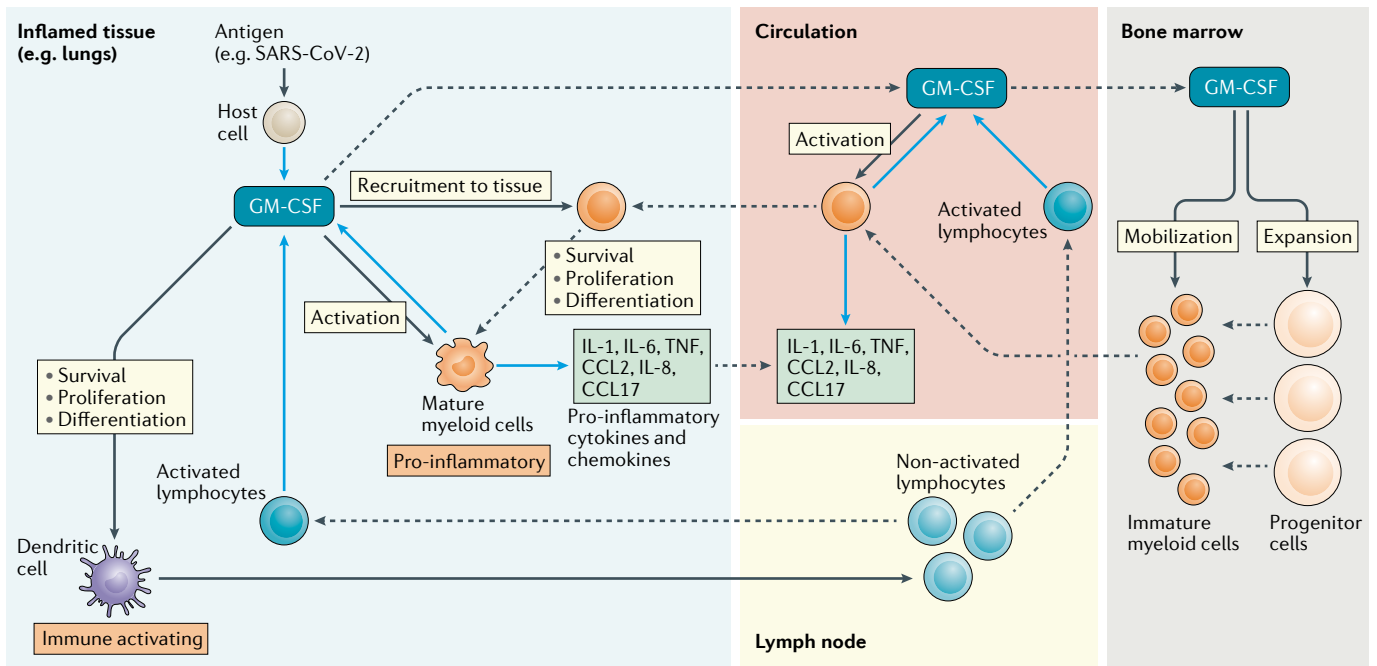 Inflamed tissue
(e.g. lungs)
Antigen
(e.g. SARS-CoV-2)
Host
cell
GM-CSF
Recruitment to tissue
• Survival
• Proliferation
• Differentiation
Activation
• Survival
• Proliferation
• Differentiation
Mature
myeloid cells
Pro-inflammatory
IL-1, IL-6, TNF,
CCL2, IL-8,
CCL17
Pro-inflammatory
cytokines and
chemokines
Activated
lymphocytes
Dendritic
cell
Immune activating
Circulation
GM-CSF
Activation
Activated
lymphocytes
IL-1, IL-6, TNF,
CCL2, IL-8,
CCL17
Non-activated
lymphocytes
Lymph node
Bone marrow
GM-CSF
Mobilization
Expansion
Immature
myeloid cells
Progenitor
cells